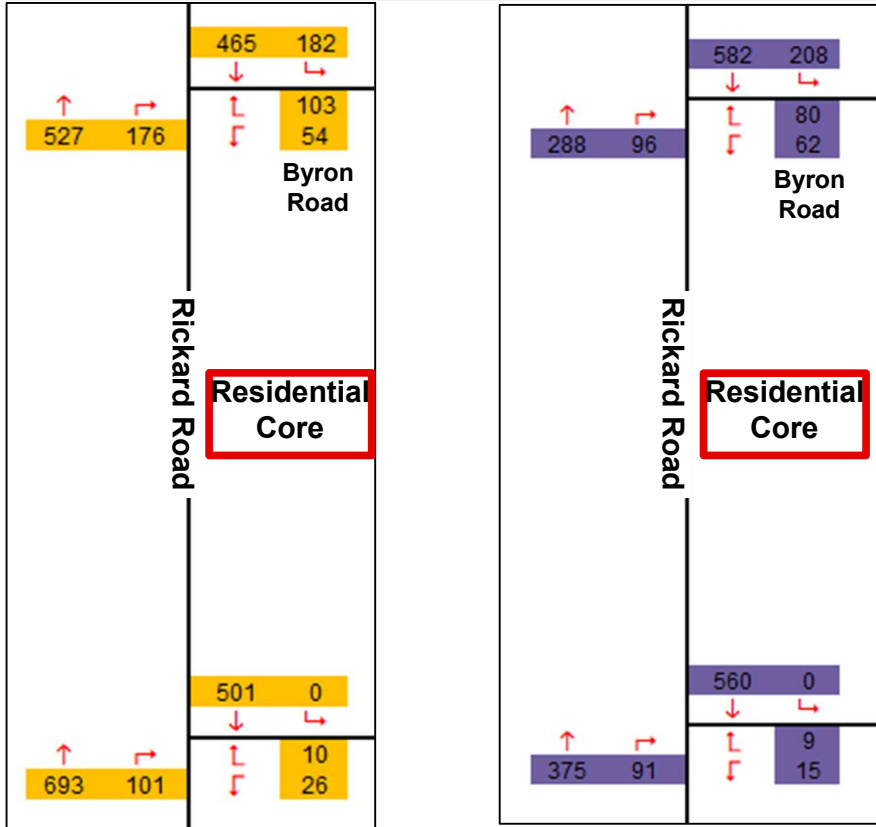 465 182
103
527 176 54
Byron
Road
Rickard Road
Residential
Core
501 0
10
693 101 26
582 208
80
288 96 62
Byron
Road
Rickard Road
Residential
Core
560 0
9
375 91 15